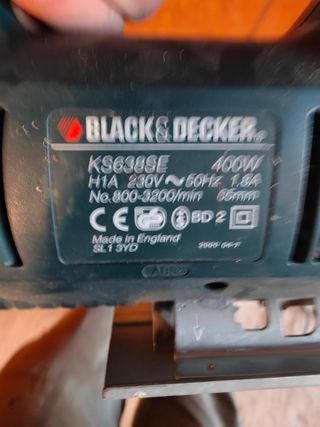 BLACK&DECKER
KS638SE 400W
H1A 230V~50Hz 1.8A
No.800-3200/min 65mm
CE BD 2
Made in England
SL1 3YD
>ABS<